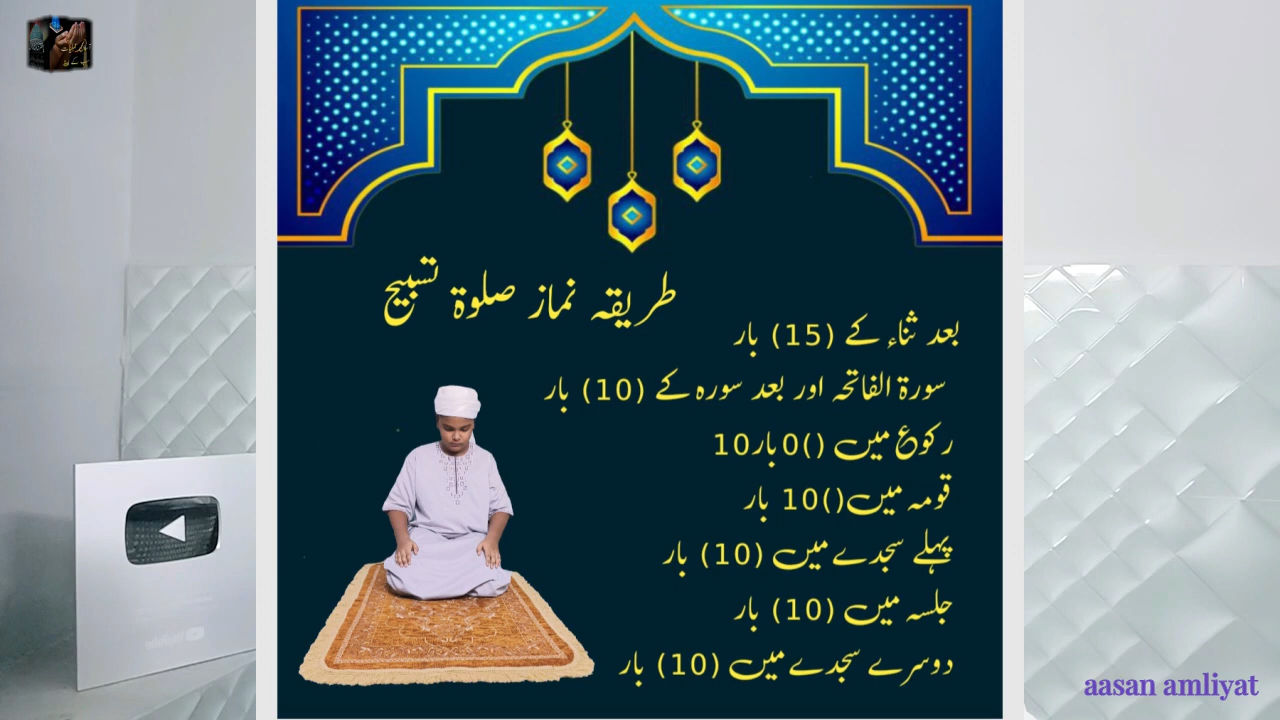 طریقہ نماز صلوۃ تسبیح
بعد ثناء کے (15) بار
سورۃ الفاتحہ اور بعد سورہ کے (10) بار
رکوع میں ()0بار10
قومہ میں()10 بار
پہلے سجدے میں (10) بار
جلسہ میں (10) بار
دوسرے سجدے میں (10) بار
aasan amliyat